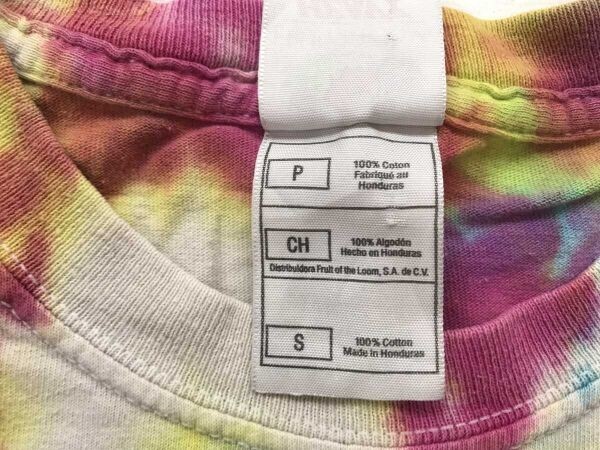 P
100% Coton
Fabriqué au
Honduras
CH
100% Algodón
Hecho en Honduras
Distribuidora Fruit of the Loom, S.A. de C.V.
S
100% Cotton
Made in Honduras